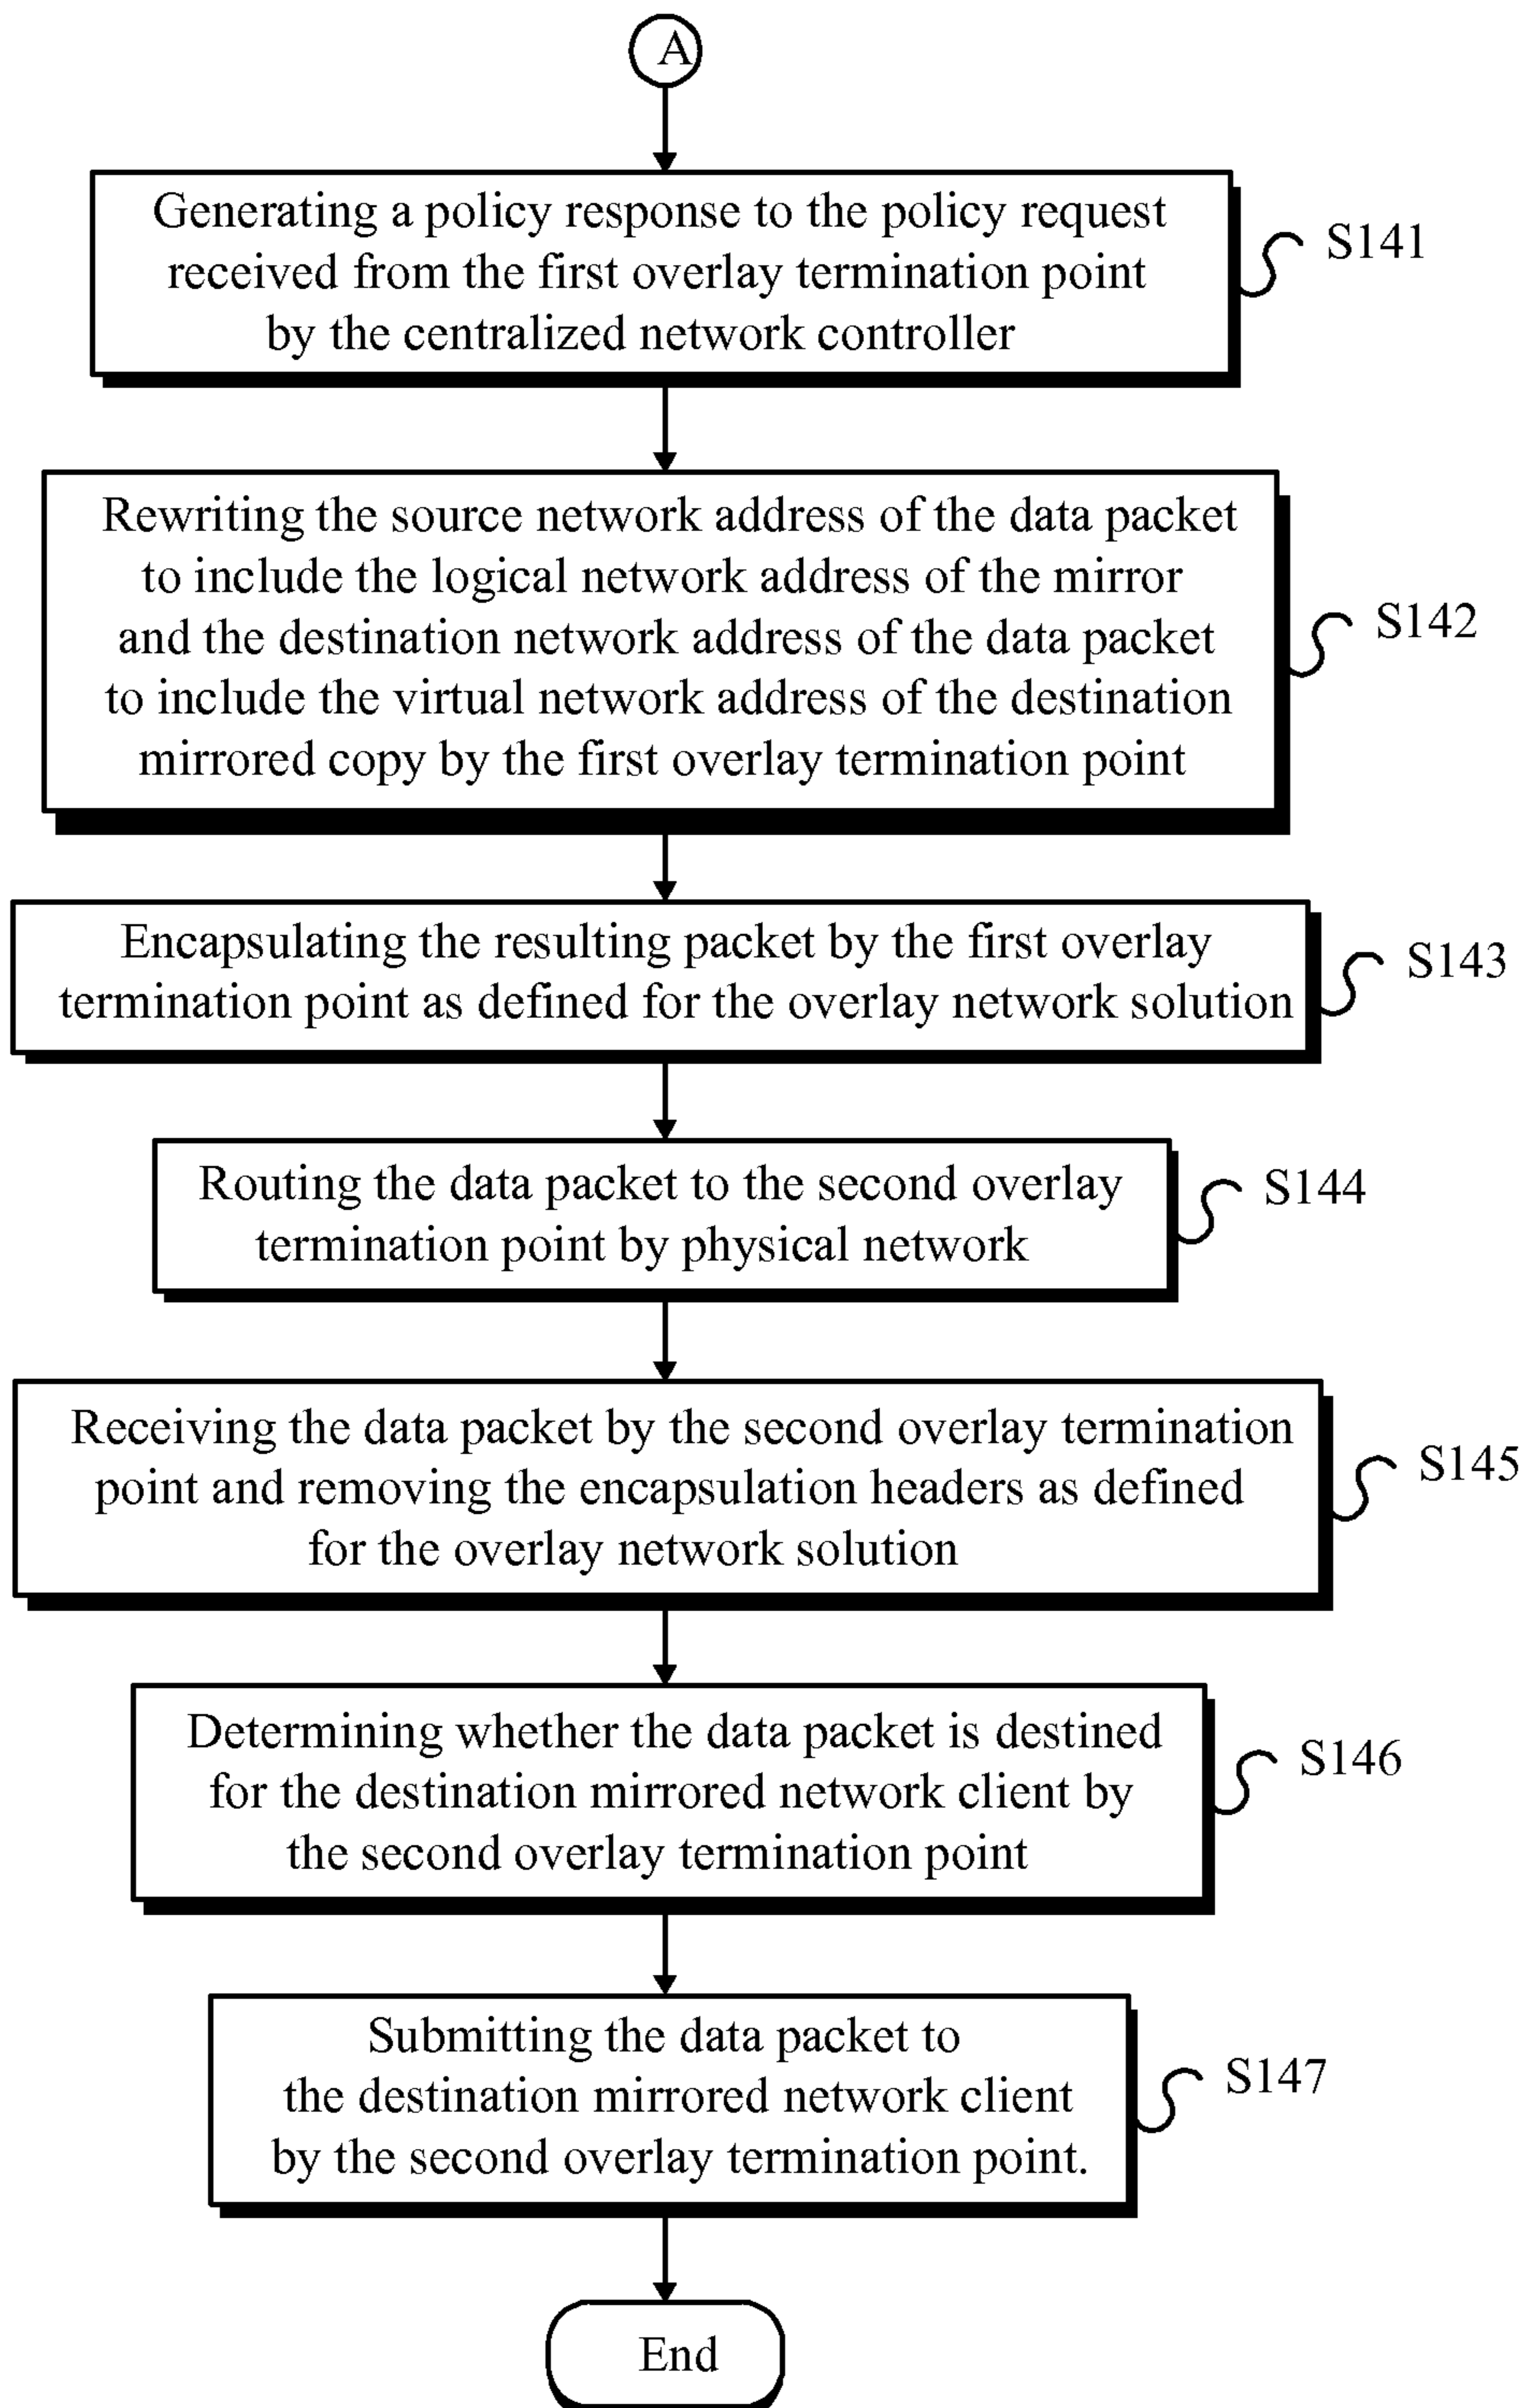 A
Generating a policy response to the policy request
received from the first overlay termination point
by the centralized network controller
S141
Rewriting the source network address of the data packet
to include the logical network address of the mirror
and the destination network address of the data packet
to include the virtual network address of the destination
mirrored copy by the first overlay termination point
S142
Encapsulating the resulting packet by the first overlay
termination point as defined for the overlay network solution
S143
Routing the data packet to the second overlay
termination point by physical network
S144
Receiving the data packet by the second overlay termination
point and removing the encapsulation headers as defined
for the overlay network solution
S145
Determining whether the data packet is destined
for the destination mirrored network client by
the second overlay termination point
S146
Submitting the data packet to
the destination mirrored network client
by the second overlay termination point.
S147
End